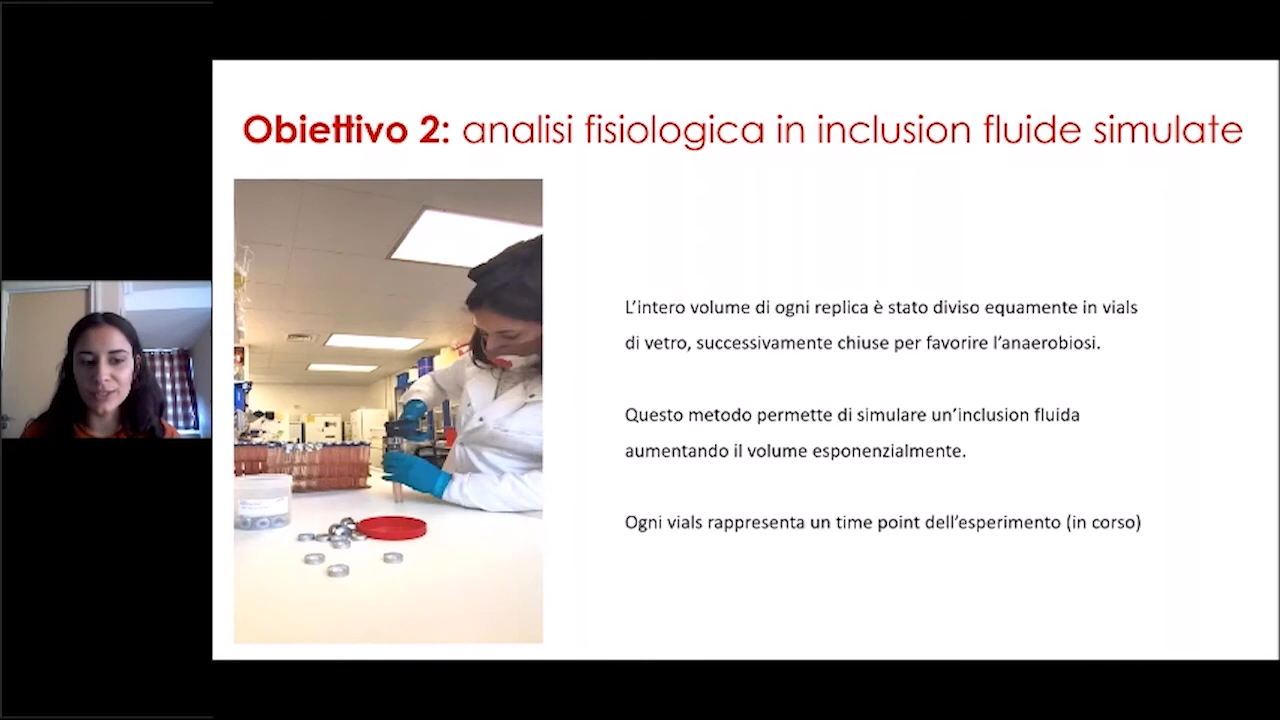 Obiettivo 2: analisi fisiologica in inclusion fluide simulate
L'intero volume di ogni replica è stato diviso equamente in vials
di vetro, successivamente chiuse per favorire l'anaerobiosi.
Questo metodo permette di simulare un'inclusion fluida
aumentando il volume esponenzialmente.
Ogni vials rappresenta un time point dell'esperimento (in corso)